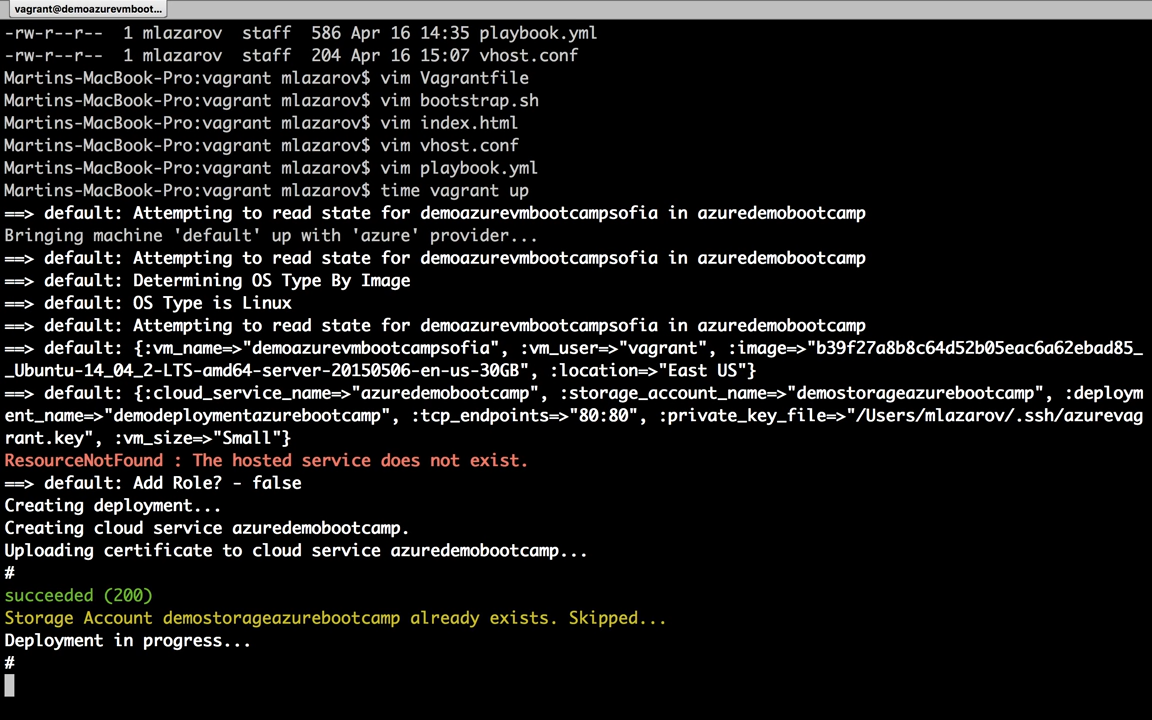 vagrant@demoazurevmboot...
-rw-r--r--  1 mlazarov  staff  586 Apr 16 14:35 playbook.yml
-rw-r--r--  1 mlazarov  staff  204 Apr 16 15:07 vhost.conf
Martins-MacBook-Pro:vagrant mlazarov$ vim Vagrantfile
Martins-MacBook-Pro:vagrant mlazarov$ vim bootstrap.sh
Martins-MacBook-Pro:vagrant mlazarov$ vim index.html
Martins-MacBook-Pro:vagrant mlazarov$ vim vhost.conf
Martins-MacBook-Pro:vagrant mlazarov$ vim playbook.yml
Martins-MacBook-Pro:vagrant mlazarov$ time vagrant up
==> default: Attempting to read state for demoazurevmbootcampsofia in azuredemobootcamp
Bringing machine 'default' up with 'azure' provider...
==> default: Attempting to read state for demoazurevmbootcampsofia in azuredemobootcamp
==> default: Determining OS Type By Image
==> default: OS Type is Linux
==> default: Attempting to read state for demoazurevmbootcampsofia in azuredemobootcamp
==> default: {:vm_name=>"demoazurevmbootcampsofia", :vm_user=>"vagrant", :image=>"b39f27a8b8c64d52b05eac6a62ebad85_
_Ubuntu-14_04_2-LTS-amd64-server-20150506-en-us-30GB", :location=>"East US"}
==> default: {:cloud_service_name=>"azuredemobootcamp", :storage_account_name=>"demostorageazurebootcamp", :deploym
ent_name=>"demodeploymentazurebootcamp", :tcp_endpoints=>"80:80", :private_key_file=>"/Users/mlazarov/.ssh/azurevag
rant.key", :vm_size=>"Small"}
ResourceNotFound : The hosted service does not exist.
==> default: Add Role? - false
Creating deployment...
Creating cloud service azuredemobootcamp.
Uploading certificate to cloud service azuredemobootcamp...
#
succeeded (200)
Storage Account demostorageazurebootcamp already exists. Skipped...
Deployment in progress...
#